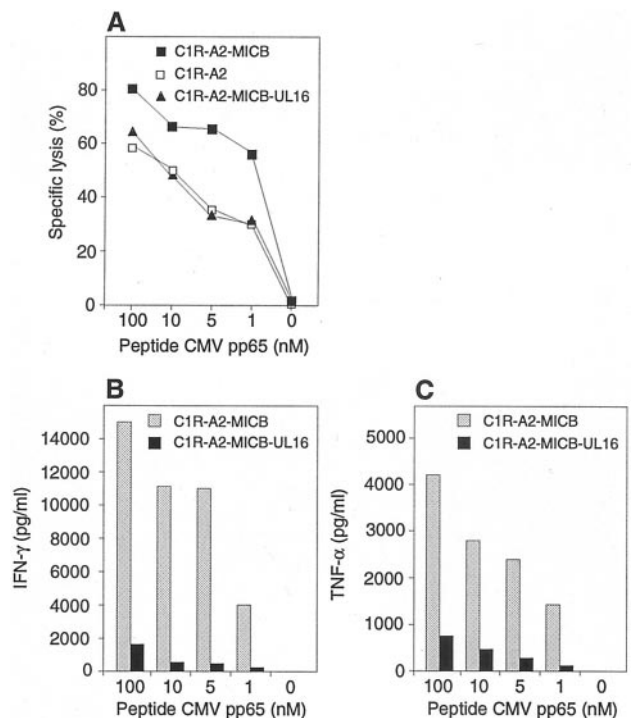 A
C1R-A2-MICB
C1R-A2
C1R-A2-MICB-UL16
Specific lysis (%)
80
60
40
20
0
100 10 5 1 0
Peptide CMV pp65 (nM)
B
C1R-A2-MICB
C1R-A2-MICB-UL16
IFN-γ (pg/ml)
14000
12000
10000
8000
6000
4000
2000
0
100 10 5 1 0
Peptide CMV pp65 (nM)
C
C1R-A2-MICB
C1R-A2-MICB-UL16
TNF-α (pg/ml)
5000
4000
3000
2000
1000
0
100 10 5 1 0
Peptide CMV pp65 (nM)